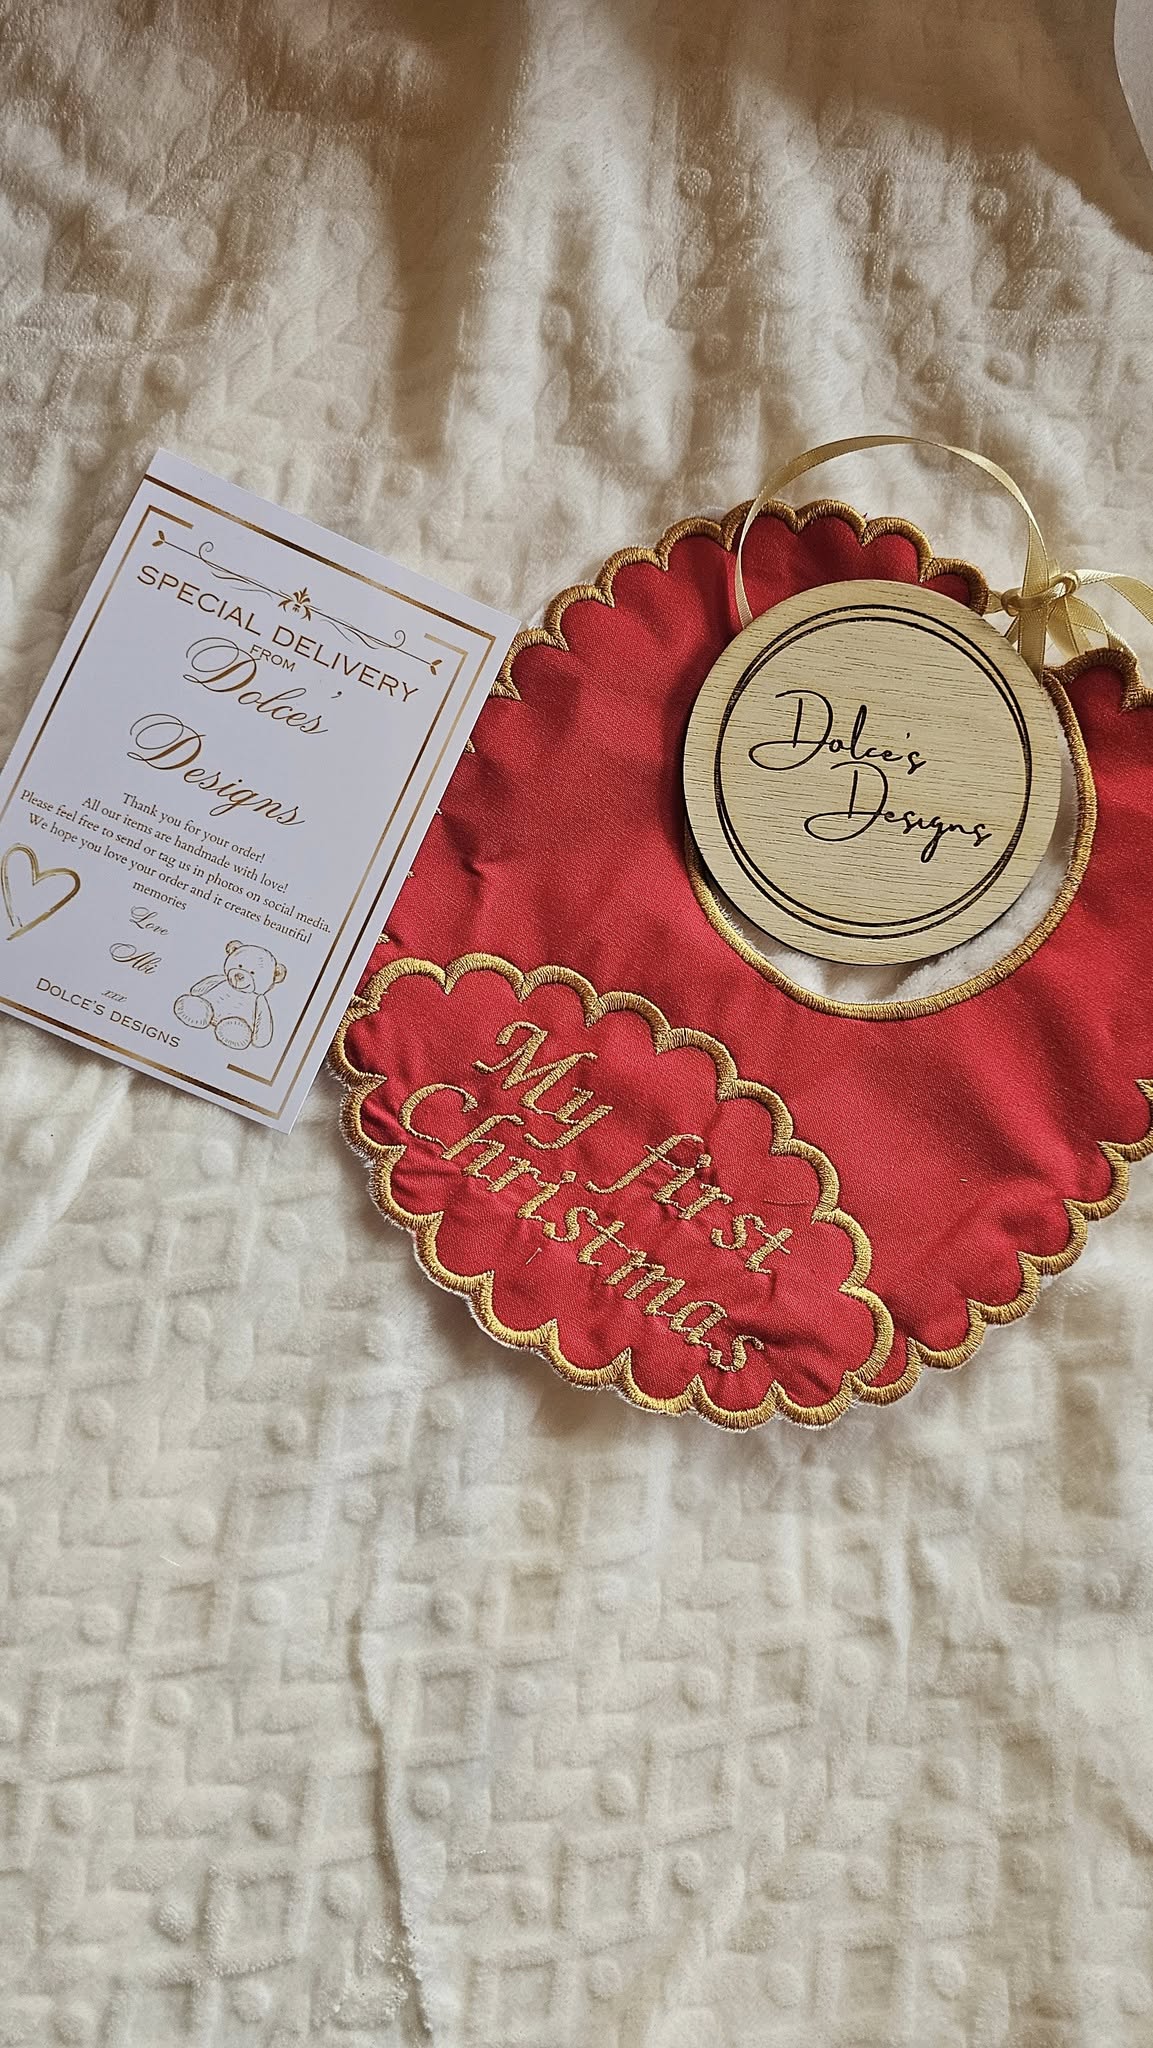 SPECIAL DELIVERY
FROM
Dolces'
Designs
Thank you for your order!
All our items are handmade with love!
Please feel free to send or tag us in photos on social media.
We hope you love your order and it creates beautiful
memories
Love
Abi
xxx
DOLCE'S DESIGNS
Dolce's
Designs
My first
Christmas